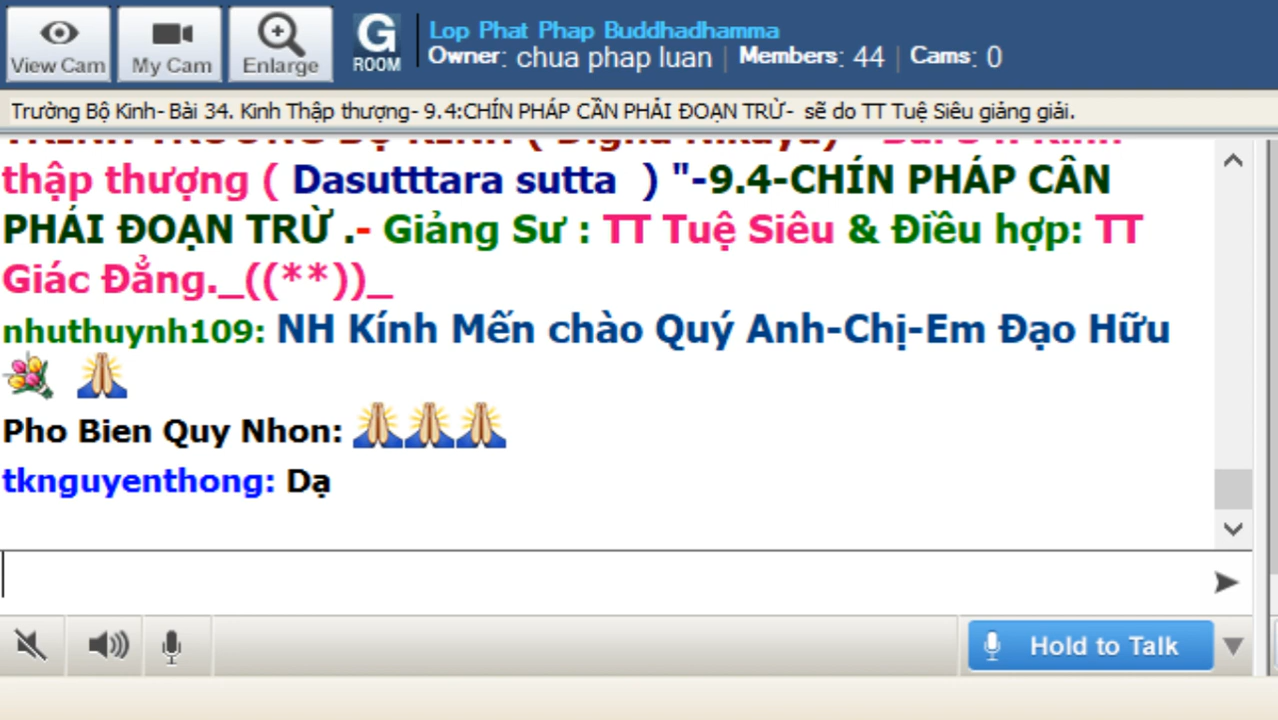 View Cam
My Cam
Enlarge
G
ROOM
Lop Phat Phap Buddhadhamma
Owner: chua phap luan | Members: 44 | Cams: 0
Trường Bộ Kinh- Bài 34. Kinh Thập thượng- 9.4:CHÍN PHÁP CẦN PHẢI ĐOẠN TRỪ- sẽ do TT Tuệ Siêu giảng giải.
thập thượng ( Dasutttara sutta ) "-9.4-CHÍN PHÁP CẦN
PHẢI ĐOẠN TRỪ .- Giảng Sư : TT Tuệ Siêu & Điều hợp: TT
Giác Đẳng._((**))_
nhuthuynh109: NH Kính Mến chào Quý Anh-Chị-Em Đạo Hữu
Pho Bien Quy Nhon:
tknguyenthong: Dạ
Hold to Talk